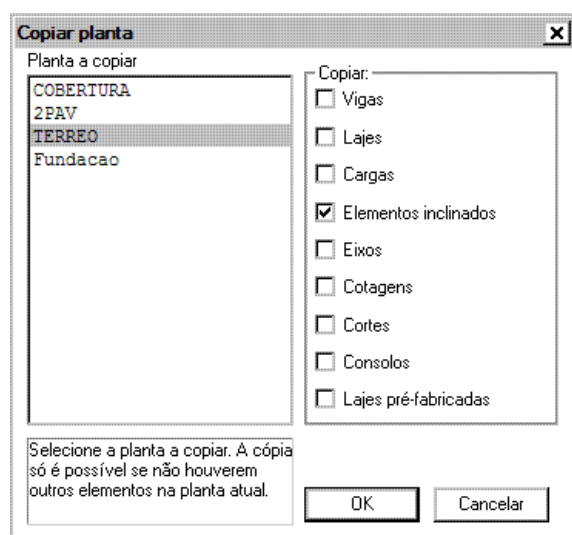 Copiar planta
Planta a copiar
COBERTURA
2PAV
TERREO
Fundacao
Copiar:
Vigas
Lajes
Cargas
Elementos inclinados
Eixos
Cotagens
Cortes
Consolos
Lajes pré-fabricadas
Selecione a planta a copiar. A cópia
só é possível se não houverem
outros elementos na planta atual.
OK
Cancelar